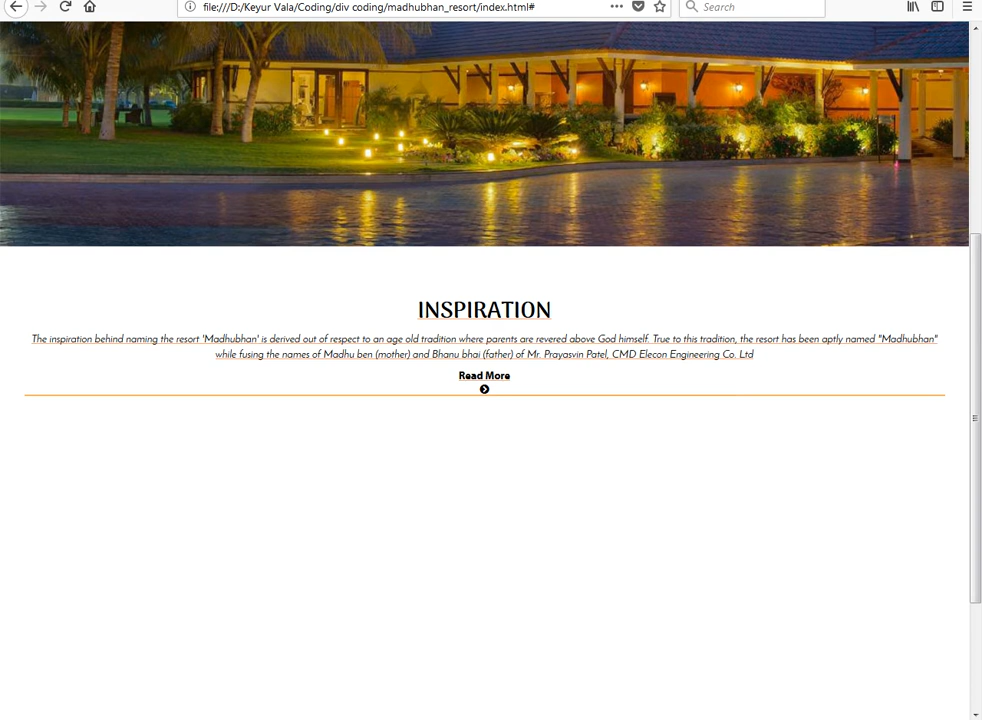 file:///D:/Keyur Vala/Coding/div coding/madhubhan_resort/index.html#
Search
INSPIRATION
The inspiration behind naming the resort 'Madhubhan' is derived out of respect to an age old tradition where parents are revered above God himself. True to this tradition, the resort has been aptly named "Madhubhan"
while fusing the names of Madhu ben (mother) and Bhanu bhai (father) of Mr. Prayasvin Patel, CMD Elecon Engineering Co. Ltd
Read More